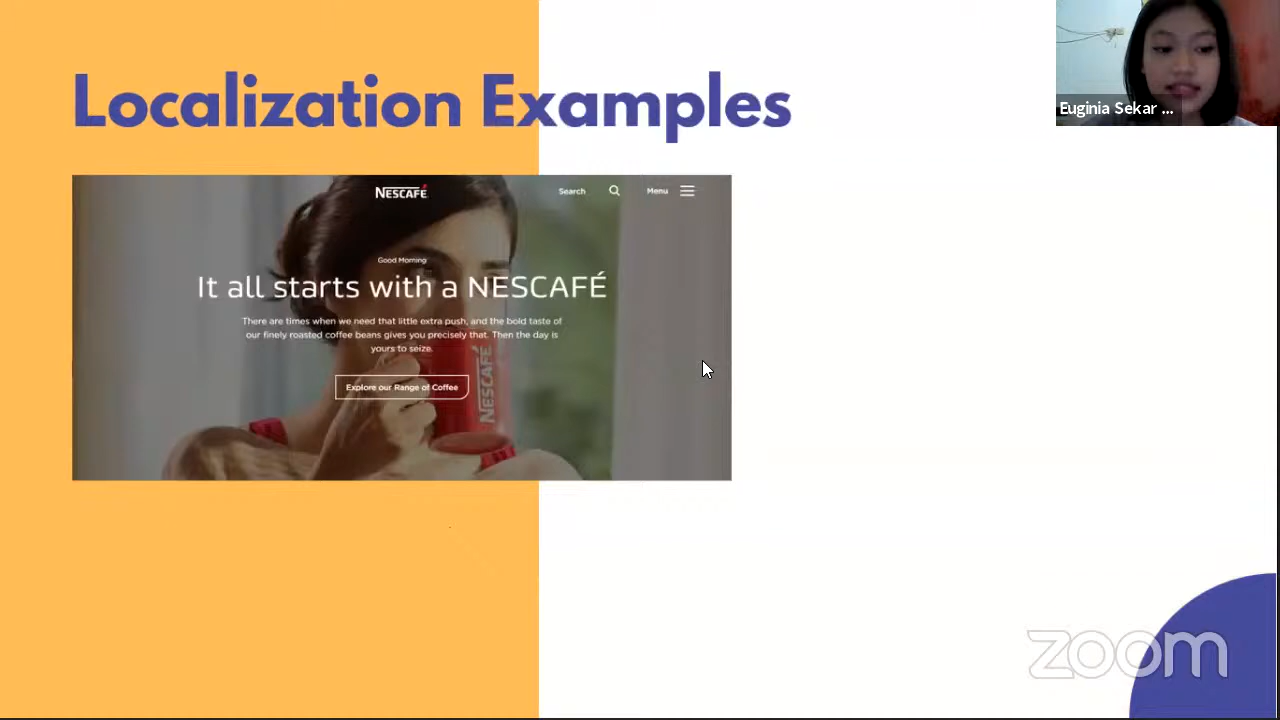 Localization Examples
Euginia Sekar ...
NESCAFÉ
Search
Menu
Good Morning
It all starts with a NESCAFÉ
There are times when we need that little extra push, and the bold taste of
our finely roasted coffee beans gives you precisely that. Then the day is
yours to seize.
Explore our Range of Coffee
NESCAFÉ
zoom